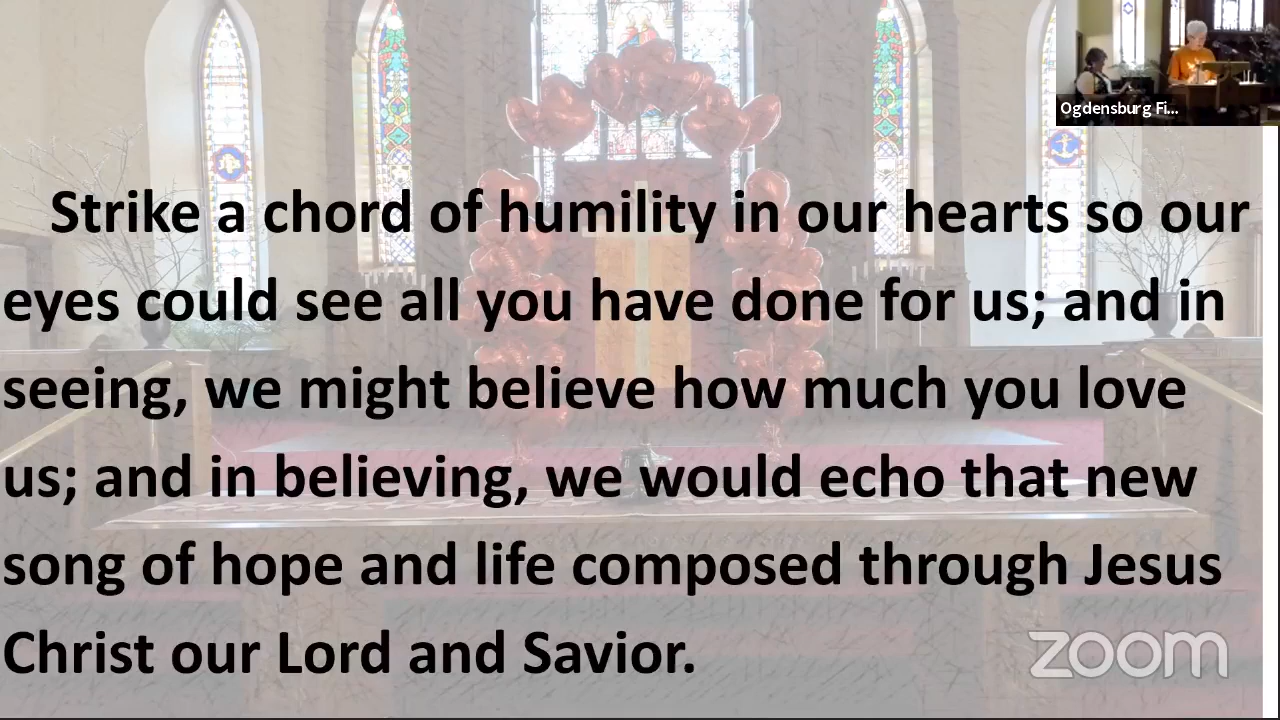 Ogdensburg Fi...
Strike a chord of humility in our hearts so our
eyes could see all you have done for us; and in
seeing, we might believe how much you love
us; and in believing, we would echo that new
song of hope and life composed through Jesus
Christ our Lord and Savior.
zoom